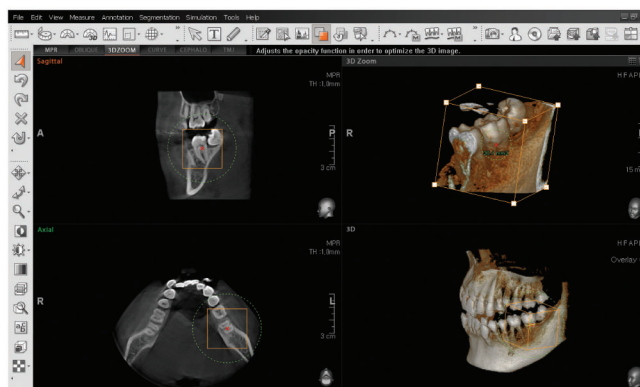 File Edit View Measure Annotation Segmentation Simulation Tools Help
MPR OBLIQUE 3DZOOM CURVE CEPHALO TMJ Adjusts the opacity function in order to optimize the 3D image.
Sagittal
MPR
TH :1,0mm
A
P
3 cm
3D Zoom
H F A P
R
15 m
Axial
MPR
TH :1,0mm
R
L
3 cm
3D
H F A P
Overlay